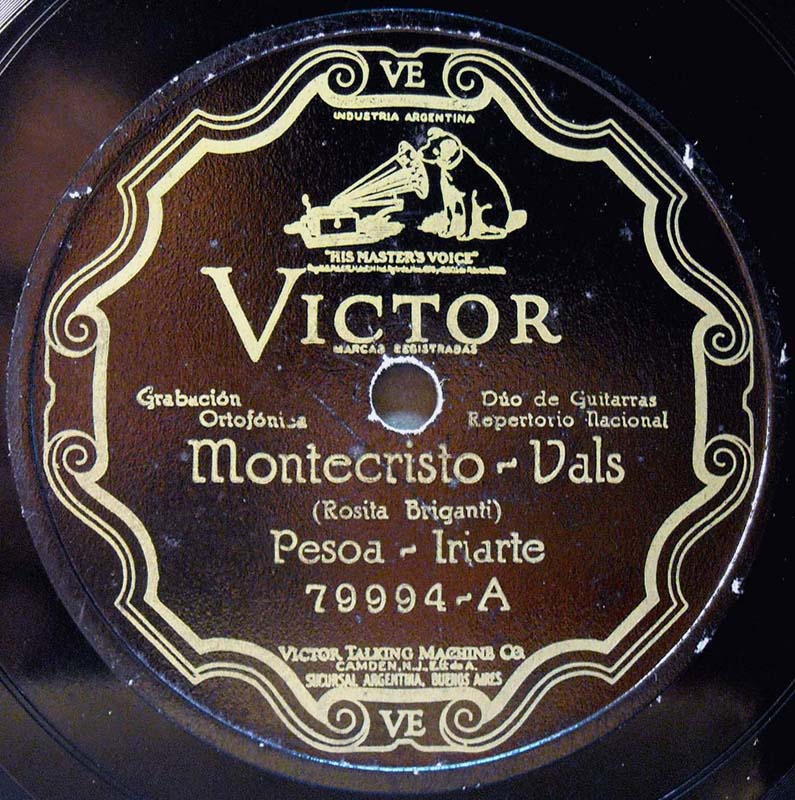 VE
INDUSTRIA ARGENTINA
"HIS MASTER'S VOICE"
VICTOR
MARCAS REGISTRADAS
Grabación Ortofónica
Dúo de Guitarras
Repertorio Nacional
Montecristo - Vals
(Rosita Briganti)
Pesoa - Iriarte
79994-A
VICTOR TALKING MACHINE CO.
CAMDEN, N.J., E.U. de A.
SUCURSAL ARGENTINA, BUENOS AIRES
VE